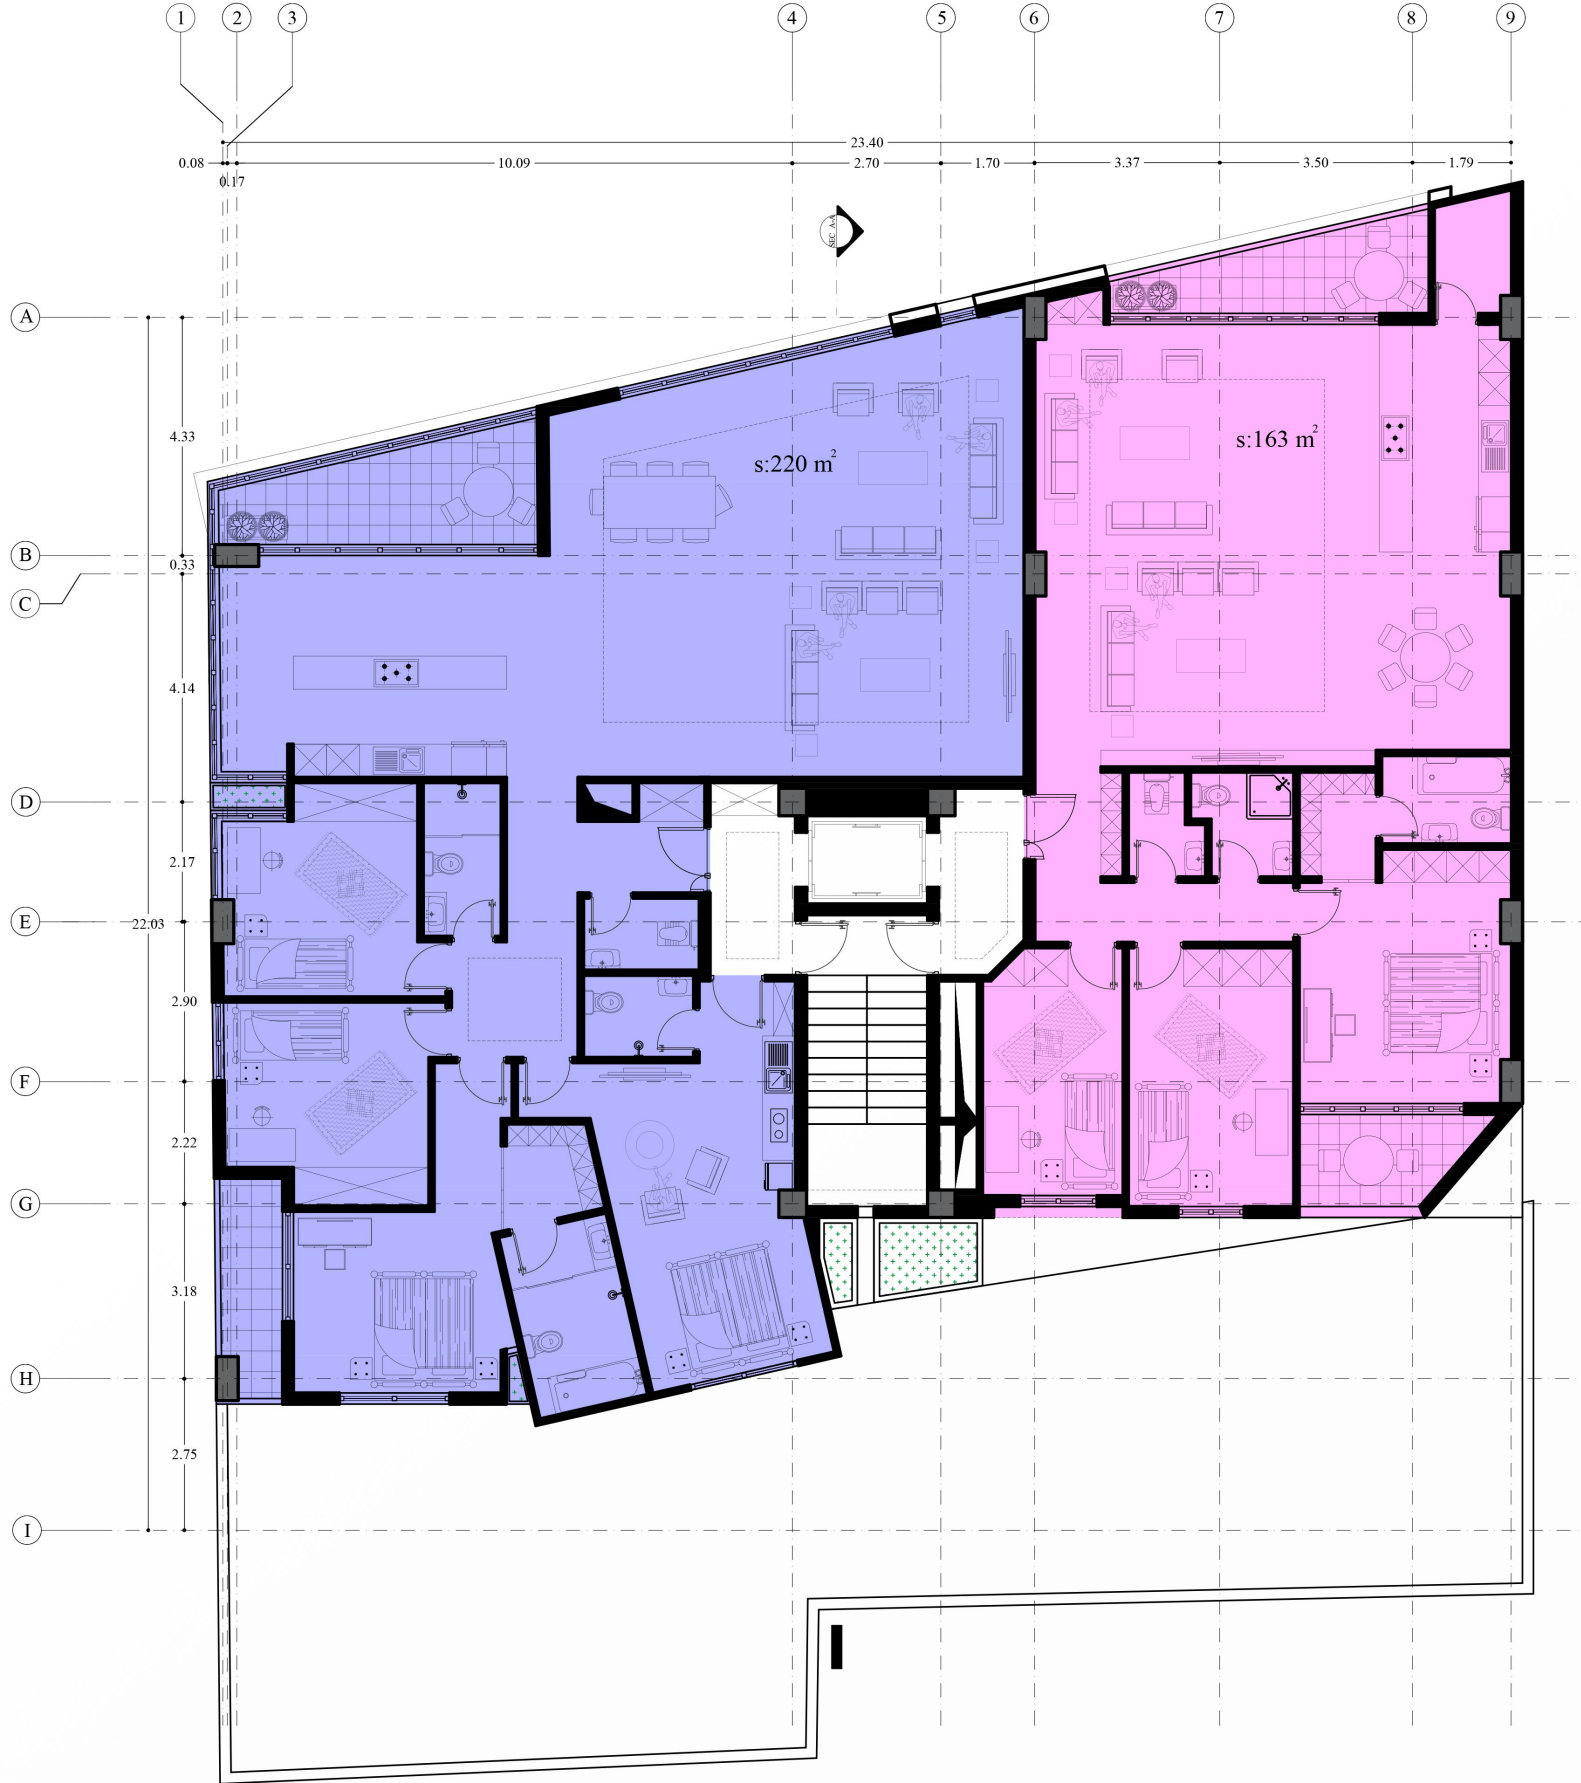 1 2 3 4 5 6 7 8 9
23.40
0.08 10.09 2.70 1.70 3.37 3.50 1.79
0.17
SEC A-A
A
4.33
s:163 m²
s:220 m²
B
0.33
C
4.14
D
2.17
E
22.03
2.90
F
2.22
G
3.18
H
2.75
I